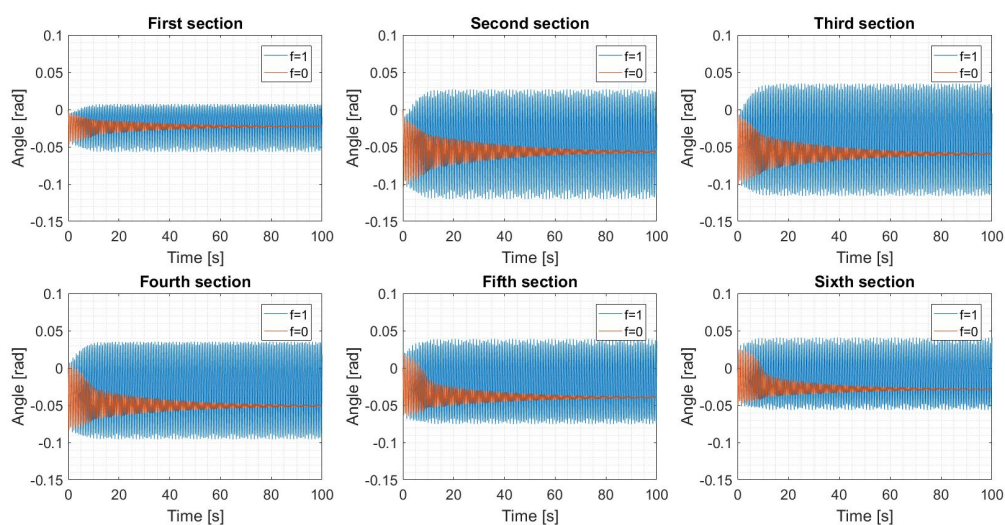 First section
Second section
Third section
0.1
0.05
0
-0.05
-0.1
-0.15
Angle [rad]
f=1
f=0
0 20 40 60 80 100
Time [s]
0.1
0.05
0
-0.05
-0.1
-0.15
Angle [rad]
f=1
f=0
0 20 40 60 80 100
Time [s]
0.1
0.05
0
-0.05
-0.1
-0.15
Angle [rad]
f=1
f=0
0 20 40 60 80 100
Time [s]
Fourth section
Fifth section
Sixth section
0.1
0.05
0
-0.05
-0.1
-0.15
Angle [rad]
f=1
f=0
0 20 40 60 80 100
Time [s]
0.1
0.05
0
-0.05
-0.1
-0.15
Angle [rad]
f=1
f=0
0 20 40 60 80 100
Time [s]
0.1
0.05
0
-0.05
-0.1
-0.15
Angle [rad]
f=1
f=0
0 20 40 60 80 100
Time [s]